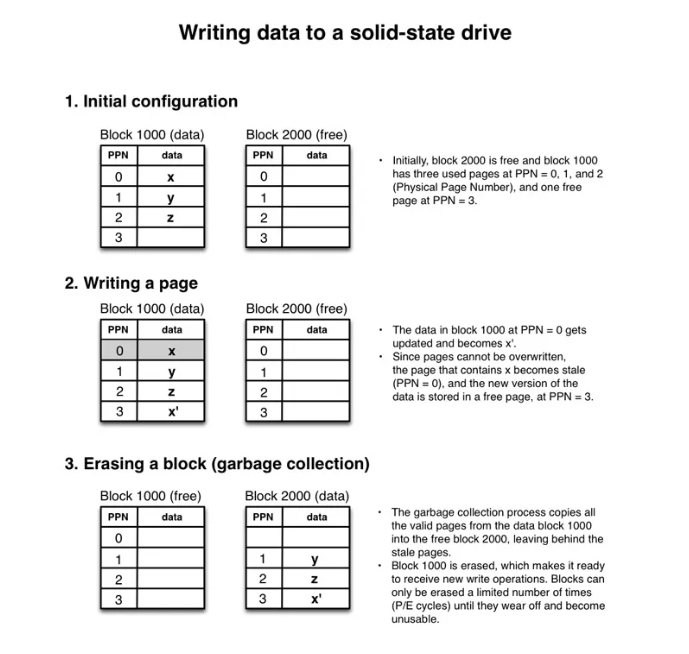 Writing data to a solid-state drive
1. Initial configuration
Block 1000 (data) Block 2000 (free)
PPN data PPN data
0 x 0
1 y 1
2 z 2
3 3
• Initially, block 2000 is free and block 1000
has three used pages at PPN = 0, 1, and 2
(Physical Page Number), and one free
page at PPN = 3.
2. Writing a page
Block 1000 (data) Block 2000 (free)
PPN data PPN data
0 x 0
1 y 1
2 z 2
3 x' 3
• The data in block 1000 at PPN = 0 gets
updated and becomes x'.
• Since pages cannot be overwritten,
the page that contains x becomes stale
(PPN = 0), and the new version of the
data is stored in a free page, at PPN = 3.
3. Erasing a block (garbage collection)
Block 1000 (free) Block 2000 (data)
PPN data PPN data
0
1 1 y
2 2 z
3 3 x'
• The garbage collection process copies all
the valid pages from the data block 1000
into the free block 2000, leaving behind the
stale pages.
• Block 1000 is erased, which makes it ready
to receive new write operations. Blocks can
only be erased a limited number of times
(P/E cycles) until they wear off and become
unusable.